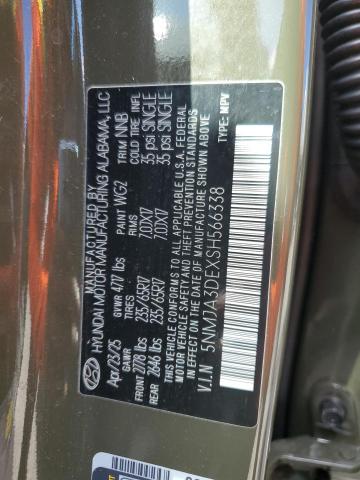 MANUFACTURED BY
HYUNDAI MOTOR MANUFACTURING ALABAMA, LLC
Apr/23/25 GVWR 4717 lbs PAINT WG2 TRIM NNB
GAWR TIRES RIMS COLD TIRE INFL
FRONT 2778 lbs 235/65R17 7.0JX17 35 psi SINGLE
REAR 2646 lbs 235/65R17 7.0JX17 35 psi SINGLE
THIS VEHICLE CONFORMS TO ALL APPLICABLE U.S.A. FEDERAL
MOTOR VEHICLE SAFETY AND THEFT PREVENTION STANDARDS
IN EFFECT ON THE DATE OF MANUFACTURE SHOWN ABOVE.
V.I.N 5NMJA3DEXSH566338 TYPE: MPV